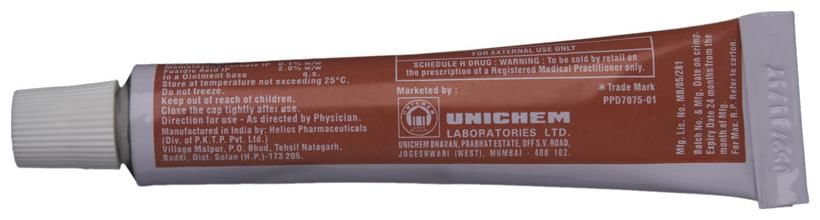 Fusidic Acid IP 2.0% w/w
In a Ointment base q.s.
Store at temperature not exceeding 25°C.
Do not freeze.
Keep out of reach of children.
Close the cap tightly after use.
Direction for use - As directed by Physician.
Manufactured in India by: Helios Pharmaceuticals
(Div. of P.K.T.P. Pvt. Ltd.)
Village Malpur, P.O. Bhud, Tehsil Nalagarh,
Baddi, Dist. Solan (H.P.)-173 205.
FOR EXTERNAL USE ONLY
SCHEDULE H DRUG : WARNING : To be sold by retail on
the prescription of a Registered Medical Practitioner only.
Marketed by :
*Trade Mark
PPD7075-01
UNICHEM
UNICHEM
LABORATORIES LTD.
UNICHEM BHAVAN, PRABHAT ESTATE, OFF S.V. ROAD,
JOGESHWARI (WEST), MUMBAI - 400 102.
Mfg. Lic. No. MB/05/281
Batch No. & Mfg. Date on crimp.
Expiry Date 24 months from the
month of Mfg.
For Max. R.P. Refer to carton.